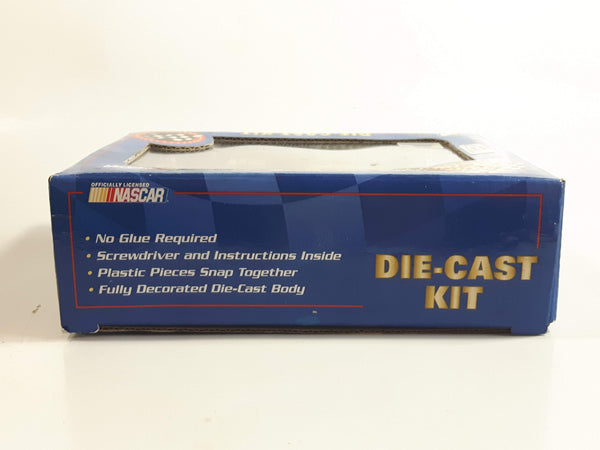 OFFICIALLY LICENSED
NASCAR
• No Glue Required
• Screwdriver and Instructions Inside
• Plastic Pieces Snap Together
• Fully Decorated Die-Cast Body
DIE-CAST
KIT